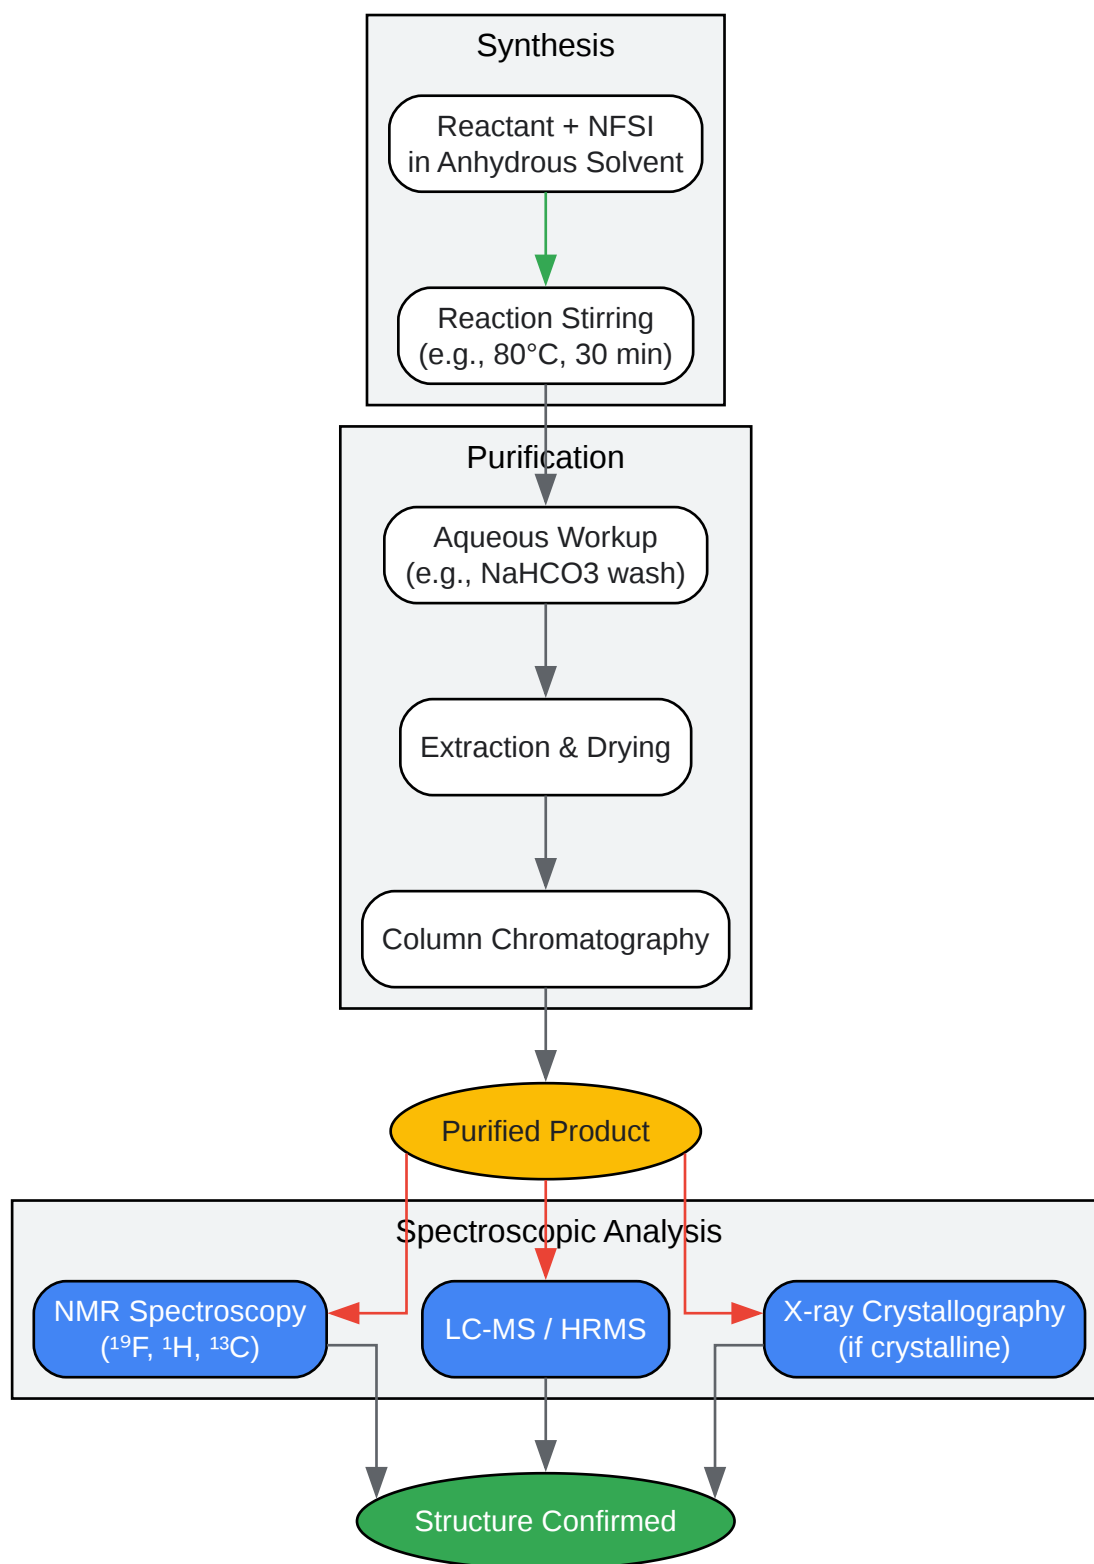 Synthesis
Reactant + NFSI
in Anhydrous Solvent
Reaction Stirring
(e.g., 80°C, 30 min)
Purification
Aqueous Workup
(e.g., NaHCO3 wash)
Extraction & Drying
Column Chromatography
Purified Product
Spectroscopic Analysis
NMR Spectroscopy
(¹⁹F, ¹H, ¹³C)
LC-MS / HRMS
X-ray Crystallography
(if crystalline)
Structure Confirmed